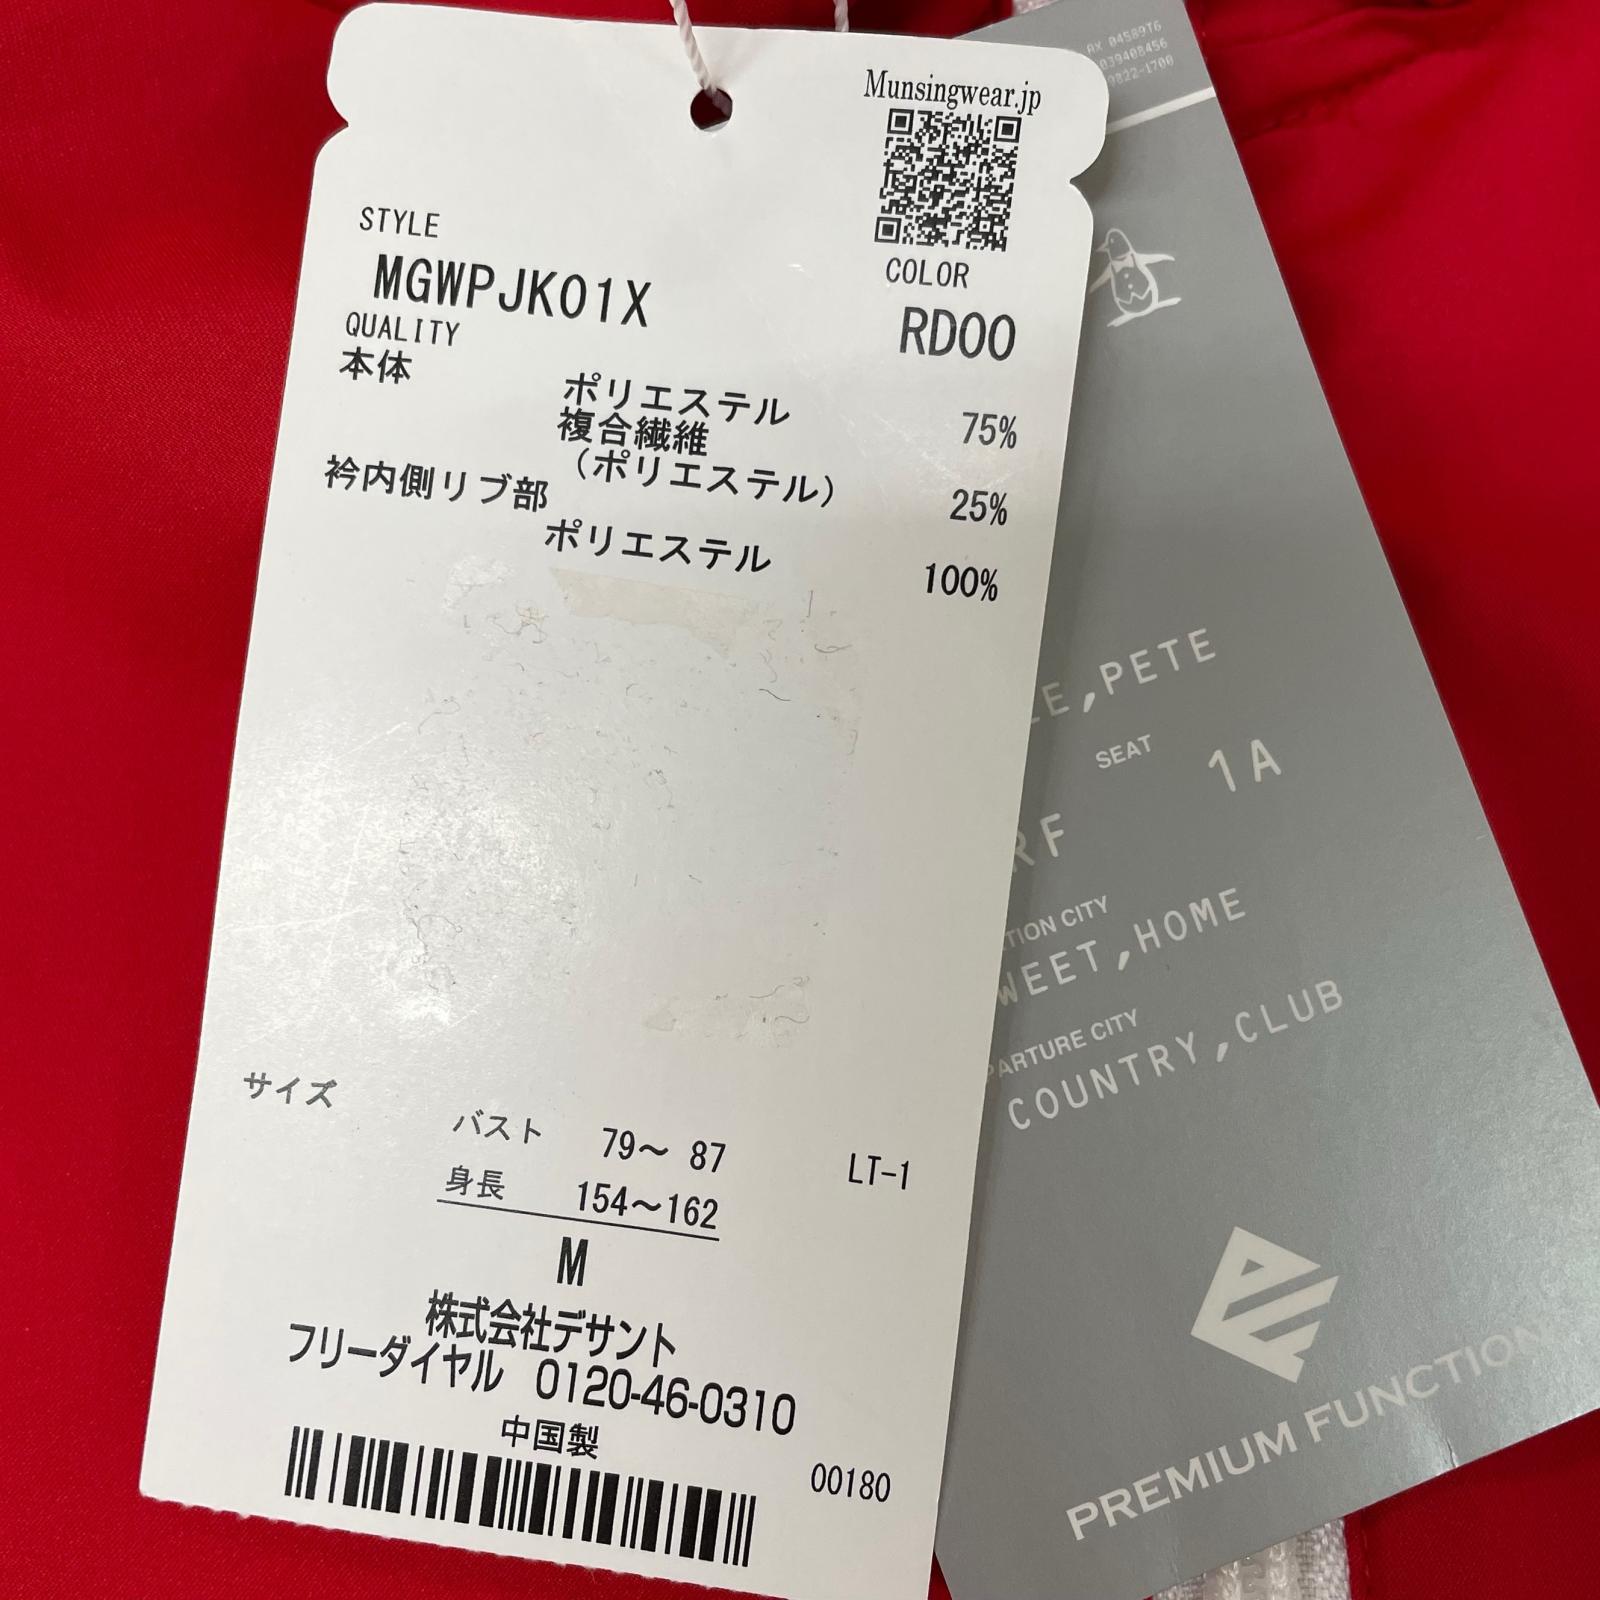 Munsingwear.jp
STYLE
MGWPJK01X
COLOR
RD00
QUALITY
本体
ポリエステル 75%
複合繊維
(ポリエステル) 25%
衿内側リブ部
ポリエステル 100%
サイズ
バスト 79〜 87
身長 154〜162
LT-1
M
株式会社デサント
フリーダイヤル 0120-46-0310
中国製
00180
,PETE
SEAT 1A
CITY
,HOME
CITY
COUNTRY,CLUB
PREMIUM FUNCTION